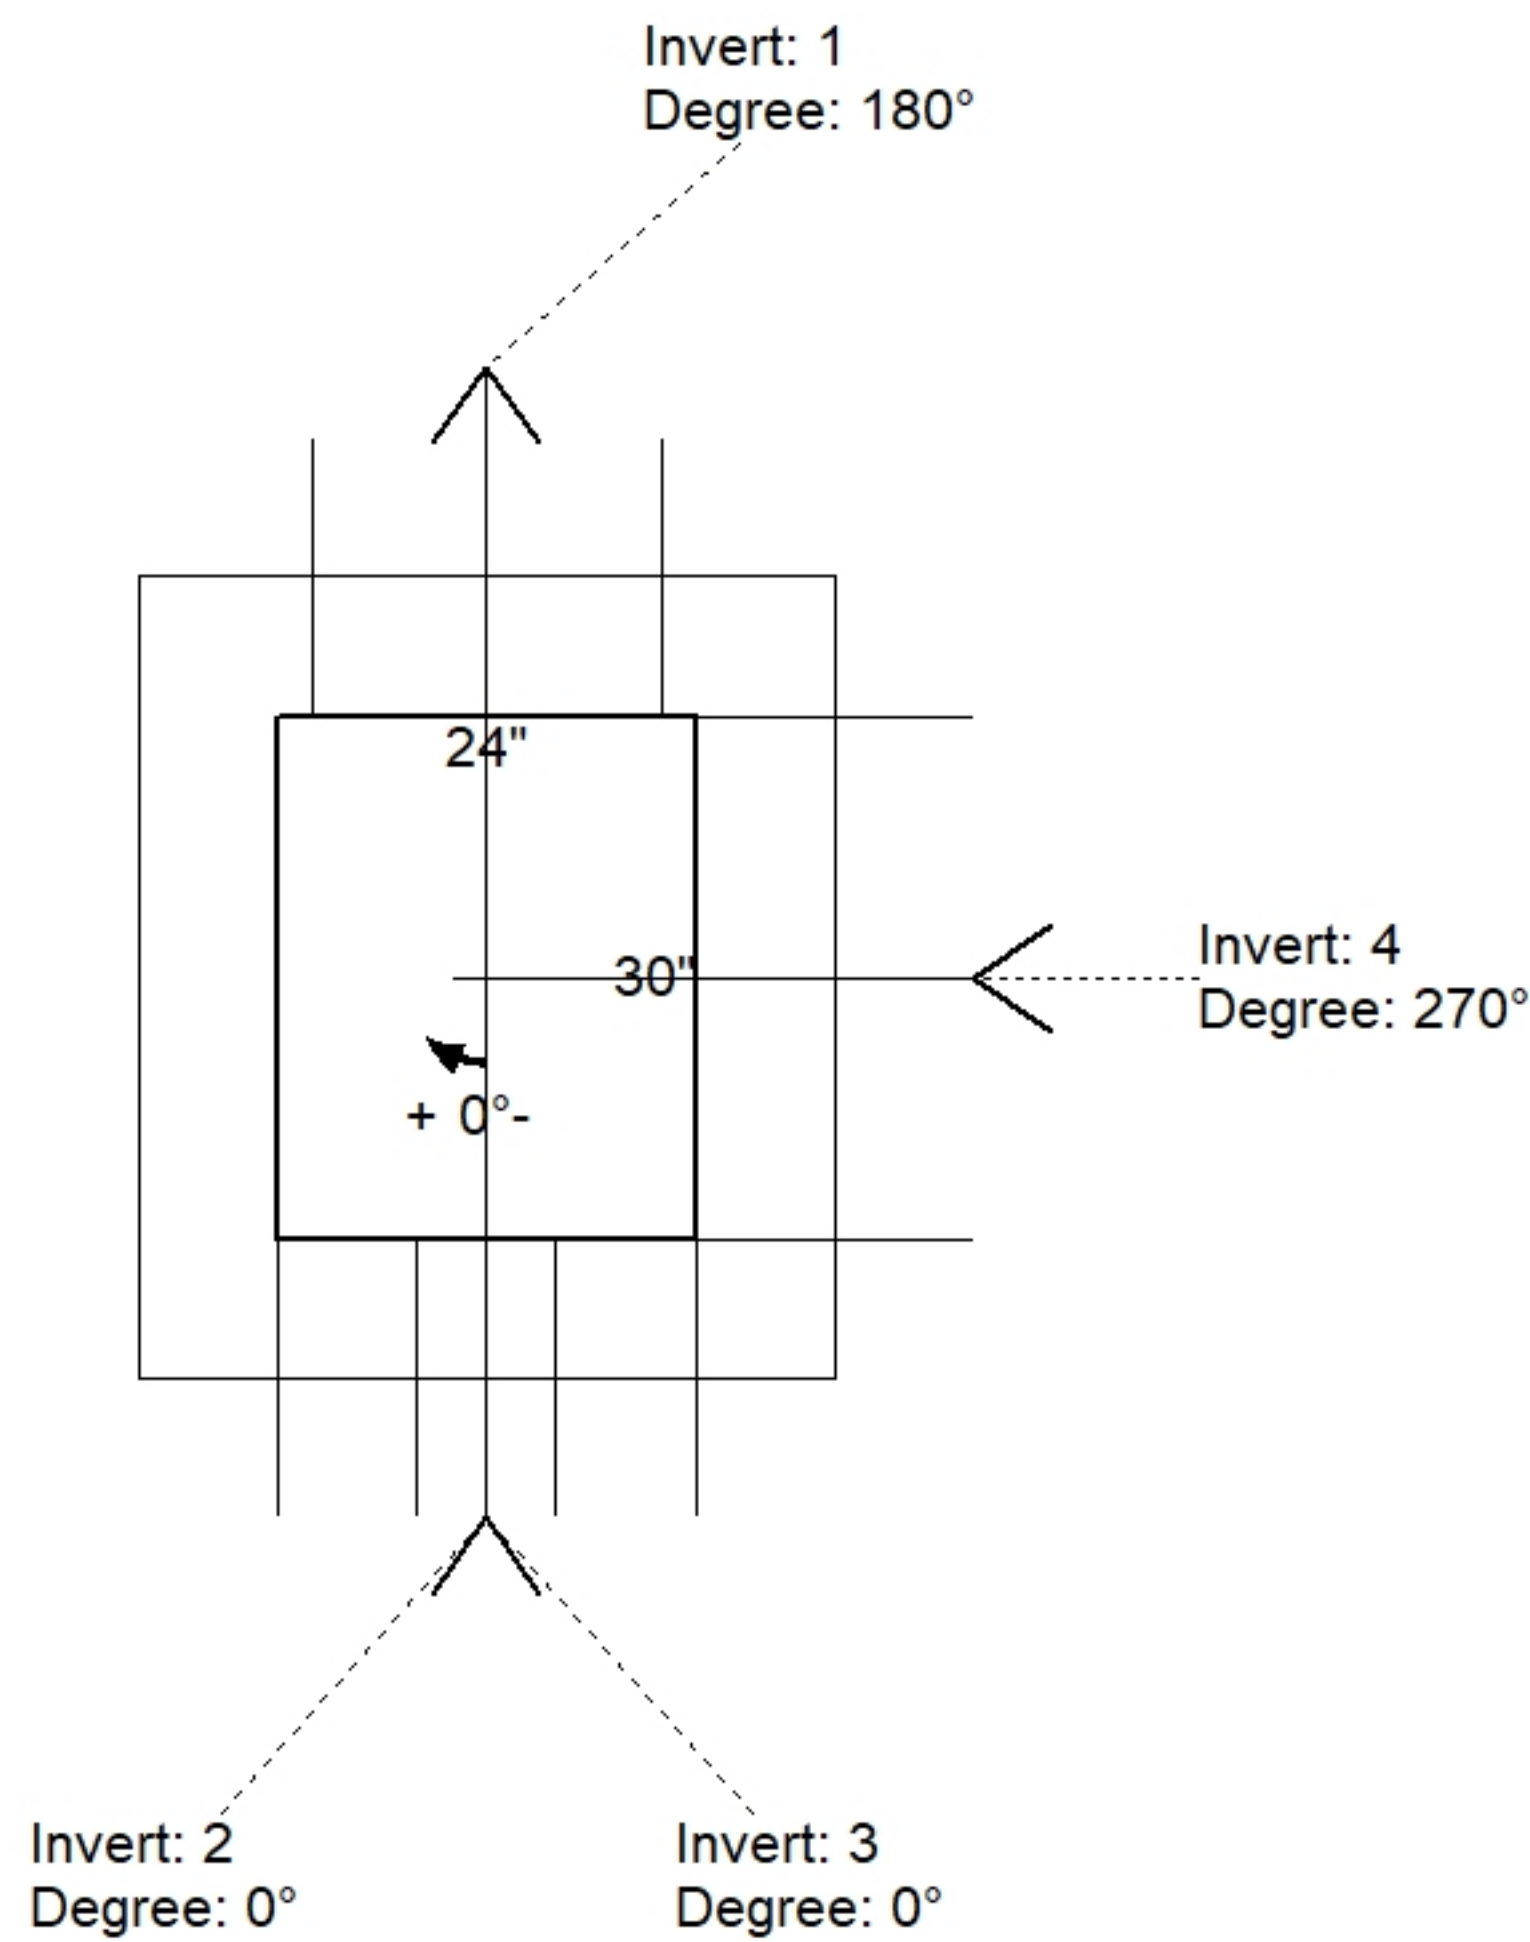 Invert: 1
Degree: 180°
24"
30"
Invert: 4
Degree: 270°
+ 0°-
Invert: 2
Degree: 0°
Invert: 3
Degree: 0°